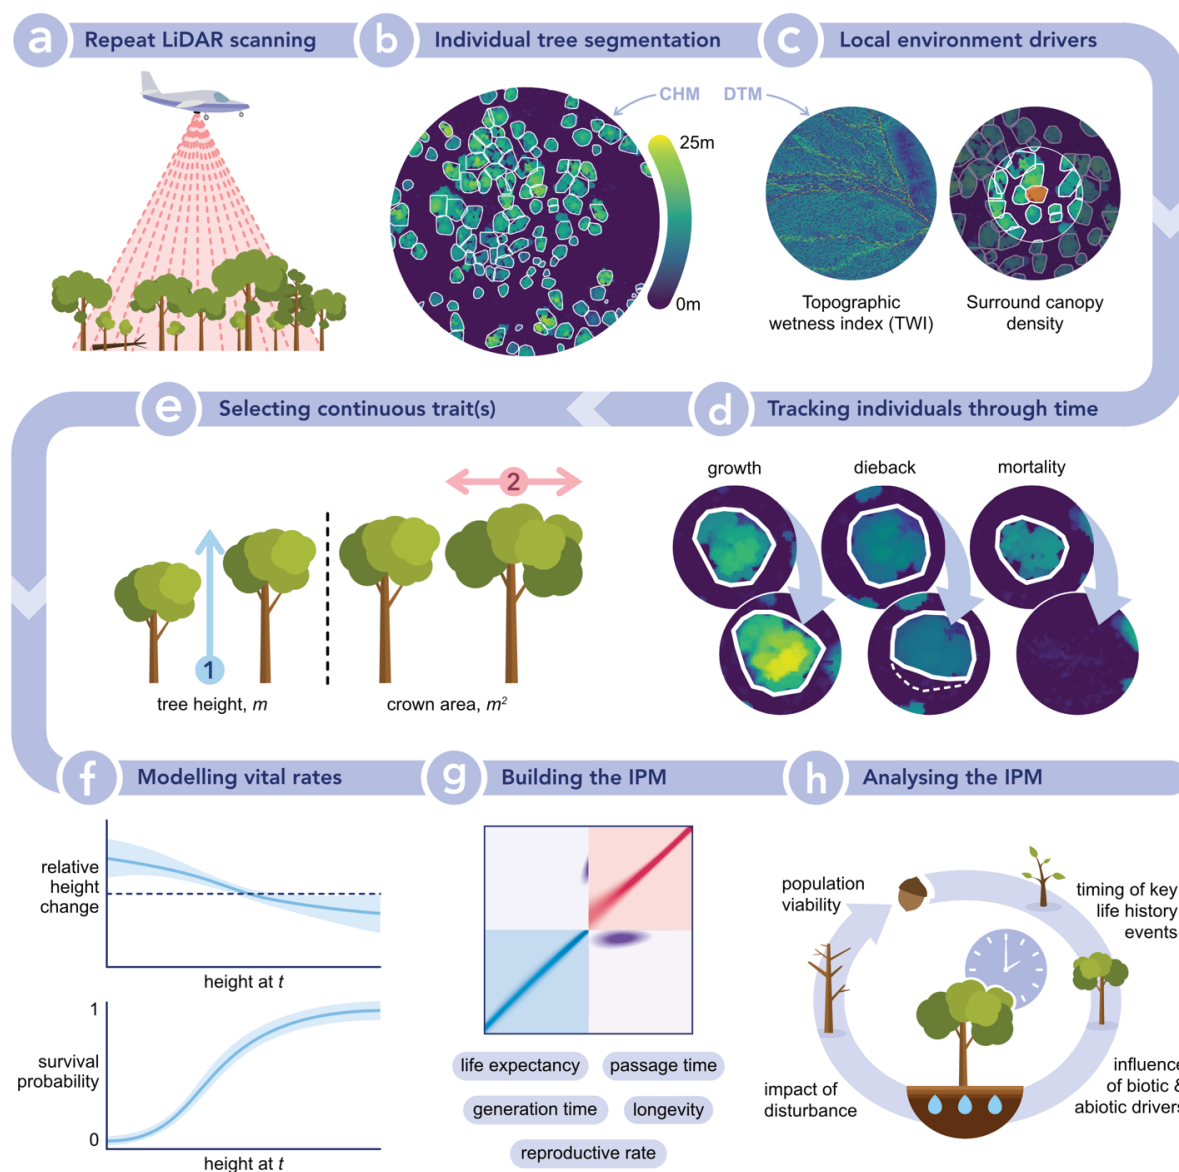 a Repeat LiDAR scanning
b Individual tree segmentation
c Local environment drivers
CHM DTM
25m
0m
Topographic
wetness index (TWI)
Surround canopy
density
d Tracking individuals through time
growth dieback mortality
e Selecting continuous trait(s)
1
2
tree height, m
crown area, m²
f Modelling vital rates
relative
height
change
height at t
1
survival
probability
0
height at t
g Building the IPM
life expectancy
passage time
generation time
longevity
reproductive rate
h Analysing the IPM
population
viability
timing of key
life history
events
influence
of biotic &
abiotic drivers
impact of
disturbance